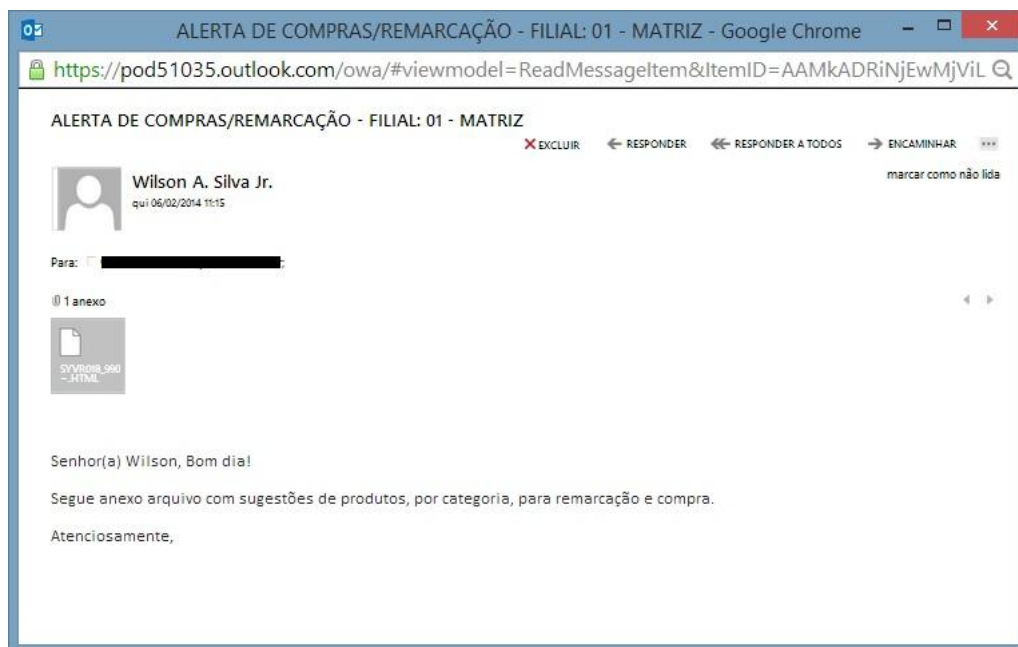 ALERTA DE COMPRAS/REMARCAÇÃO - FILIAL: 01 - MATRIZ - Google Chrome
https://pod51035.outlook.com/owa/#viewmodel=ReadMessageItem&ItemID=AAMkADRiNjEwMjViL
ALERTA DE COMPRAS/REMARCAÇÃO - FILIAL: 01 - MATRIZ
EXCLUIR RESPONDER RESPONDER A TODOS ENCAMINHAR ...
Wilson A. Silva Jr.
marcar como não lida
qui 06/02/2014 11:15
Para:
1 anexo
SYVR018_990
~.HTML
Senhor(a) Wilson, Bom dia!
Segue anexo arquivo com sugestões de produtos, por categoria, para remarcação e compra.
Atenciosamente,